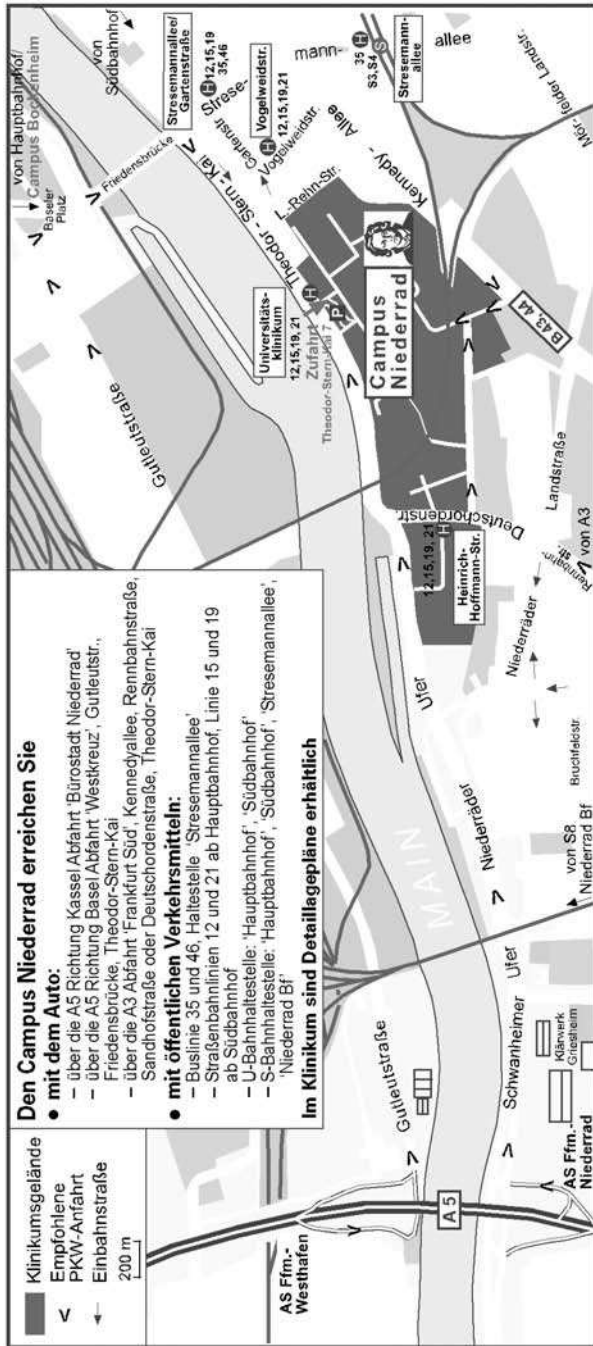 Klinikumsgelände
Empfohlene
PKW-Anfahrt
Einbahnstraße
200 m
Den Campus Niederrad erreichen Sie
● mit dem Auto:
– über die A5 Richtung Kassel Abfahrt 'Bürostadt Niederrad'
– über die A5 Richtung Basel Abfahrt 'Westkreuz', Gutleutstr.,
Friedensbrücke, Theodor-Stern-Kai
– über die A3 Abfahrt 'Frankfurt Süd', Kennedyallee, Rennbahnstraße,
Sandhofstraße oder Deutschordenstraße, Theodor-Stern-Kai
● mit öffentlichen Verkehrsmitteln:
– Buslinie 35 und 46, Haltestelle 'Stresemannallee'
– Straßenbahnlinien 12 und 21 ab Hauptbahnhof, Linie 15 und 19
ab Südbahnhof
– U-Bahnhaltestelle: 'Hauptbahnhof', 'Südbahnhof'
– S-Bahnhaltestelle: 'Hauptbahnhof', 'Südbahnhof', 'Stresemannallee',
'Niederrad Bf'
Im Klinikum sind Detaillagepläne erhältlich
von Hauptbahnhof/
Campus Bockenheim
Baseler
Platz
Friedensbrücke
von
Südbahnhof
Stresemannallee/
Gartenstraße
H 12,15,19
35,46
Strese-
mann-
allee
Gartenstr
Vogelweidstr.
H
12,15,19,21
Vogelweidstr.
35 H
S3,S4 S
Stresemann-
allee
Mörfelder Landstr.
Kennedy - Allee
L.-Rehn-Str.
Theodor - Stern - Kai
Universitäts-
klinikum
H
12,15,19, 21
Zufahrt
Theodor-Stern-Kai 7
P
Campus
Niederrad
B 43, 44
Gutleutstraße
Deutschordenstr.
12,15,19, 21 H
Heinrich-
Hoffmann-Str.
Landstraße
Niederräder
Rennbahn-
str.
von A3
Bruchfeldstr.
MAIN
Niederräder
Ufer
von S8
Niederrad Bf
Gutleutstraße
Schwanheimer
Ufer
Klärwerk
Griesheim
AS Ffm.-
Niederrad
A 5
AS Ffm.-
Westhafen